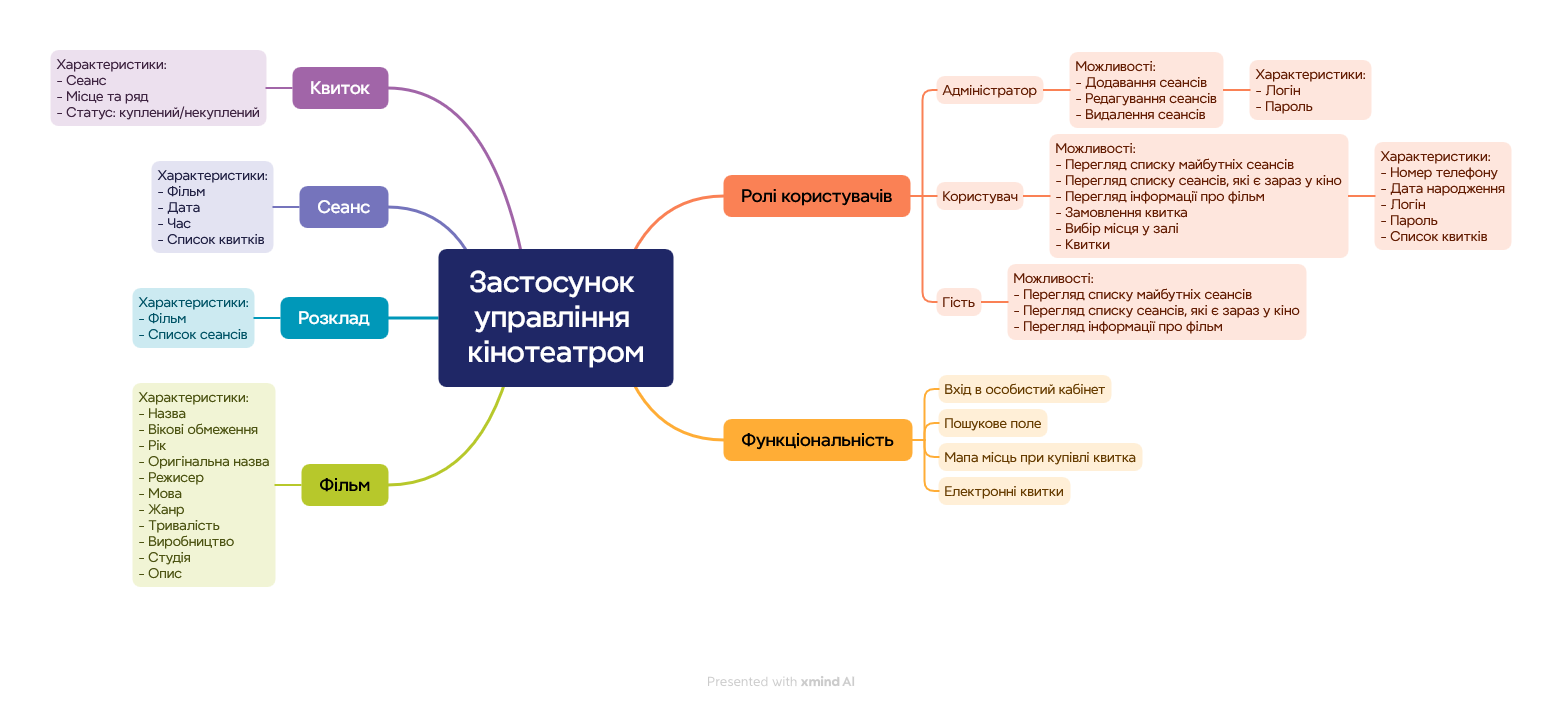 Застосунок
управління
кінотеатром
Квиток
Характеристики:
- Сеанс
- Місце та ряд
- Статус: куплений/некуплений
Сеанс
Характеристики:
- Фільм
- Дата
- Час
- Список квитків
Розклад
Характеристики:
- Фільм
- Список сеансів
Фільм
Характеристики:
- Назва
- Вікові обмеження
- Рік
- Оригінальна назва
- Режисер
- Мова
- Жанр
- Тривалість
- Виробництво
- Студія
- Опис
Ролі користувачів
Адміністратор
Можливості:
- Додавання сеансів
- Редагування сеансів
- Видалення сеансів
Характеристики:
- Логін
- Пароль
Користувач
Можливості:
- Перегляд списку майбутніх сеансів
- Перегляд списку сеансів, які є зараз у кіно
- Перегляд інформації про фільм
- Замовлення квитка
- Вибір місця у залі
- Квитки
Характеристики:
- Номер телефону
- Дата народження
- Логін
- Пароль
- Список квитків
Гість
Можливості:
- Перегляд списку майбутніх сеансів
- Перегляд списку сеансів, які є зараз у кіно
- Перегляд інформації про фільм
Функціональність
Вхід в особистий кабінет
Пошукове поле
Мапа місць при купівлі квитка
Електронні квитки
Presented with xmind AI